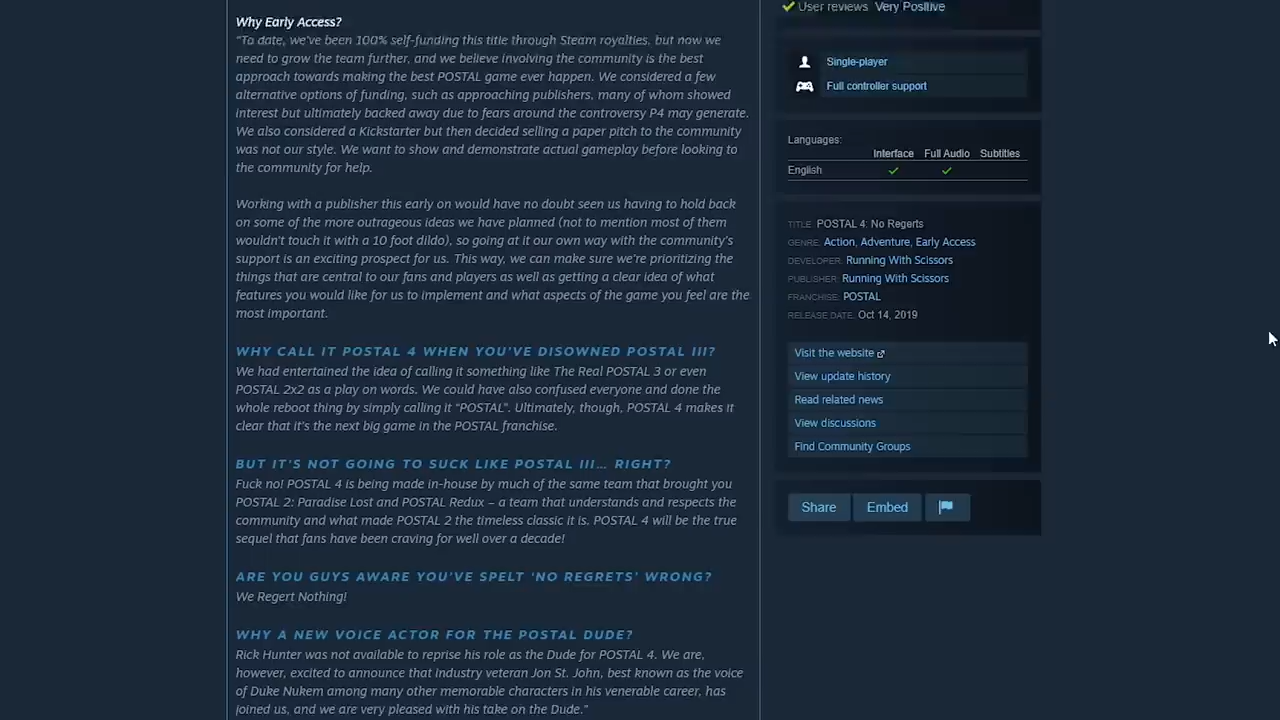 Why Early Access?
“To date, we've been 100% self-funding this title through Steam royalties, but now we
need to grow the team further, and we believe involving the community is the best
approach towards making the best POSTAL game ever happen. We considered a few
alternative options of funding, such as approaching publishers, many of whom showed
interest but ultimately backed away due to fears around the controversy P4 may generate.
We also considered a Kickstarter but then decided selling a paper pitch to the community
was not our style. We want to show and demonstrate actual gameplay before looking to
the community for help.
Working with a publisher this early on would have no doubt seen us having to hold back
on some of the more outrageous ideas we have planned (not to mention most of them
wouldn't touch it with a 10 foot dildo), so going at it our own way with the community's
support is an exciting prospect for us. This way, we can make sure we're prioritizing the
things that are central to our fans and players as well as getting a clear idea of what
features you would like for us to implement and what aspects of the game you feel are the
most important.
WHY CALL IT POSTAL 4 WHEN YOU'VE DISOWNED POSTAL III?
We had entertained the idea of calling it something like The Real POSTAL 3 or even
POSTAL 2x2 as a play on words. We could have also confused everyone and done the
whole reboot thing by simply calling it “POSTAL”. Ultimately, though, POSTAL 4 makes it
clear that it's the next big game in the POSTAL franchise.
BUT IT'S NOT GOING TO SUCK LIKE POSTAL III... RIGHT?
Fuck no! POSTAL 4 is being made in-house by much of the same team that brought you
POSTAL 2: Paradise Lost and POSTAL Redux – a team that understands and respects the
community and what made POSTAL 2 the timeless classic it is. POSTAL 4 will be the true
sequel that fans have been craving for well over a decade!
ARE YOU GUYS AWARE YOU'VE SPELT ‘NO REGRETS’ WRONG?
We Regert Nothing!
WHY A NEW VOICE ACTOR FOR THE POSTAL DUDE?
Rick Hunter was not available to reprise his role as the Dude for POSTAL 4. We are,
however, excited to announce that industry veteran Jon St. John, best known as the voice
of Duke Nukem among many other memorable characters in his venerable career, has
joined us, and we are very pleased with his take on the Dude.”
User reviews Very Positive
Single-player
Full controller support
Languages:
Interface Full Audio Subtitles
English
TITLE: POSTAL 4: No Regerts
GENRE: Action, Adventure, Early Access
DEVELOPER: Running With Scissors
PUBLISHER: Running With Scissors
FRANCHISE: POSTAL
RELEASE DATE: Oct 14, 2019
Visit the website
View update history
Read related news
View discussions
Find Community Groups
Share Embed